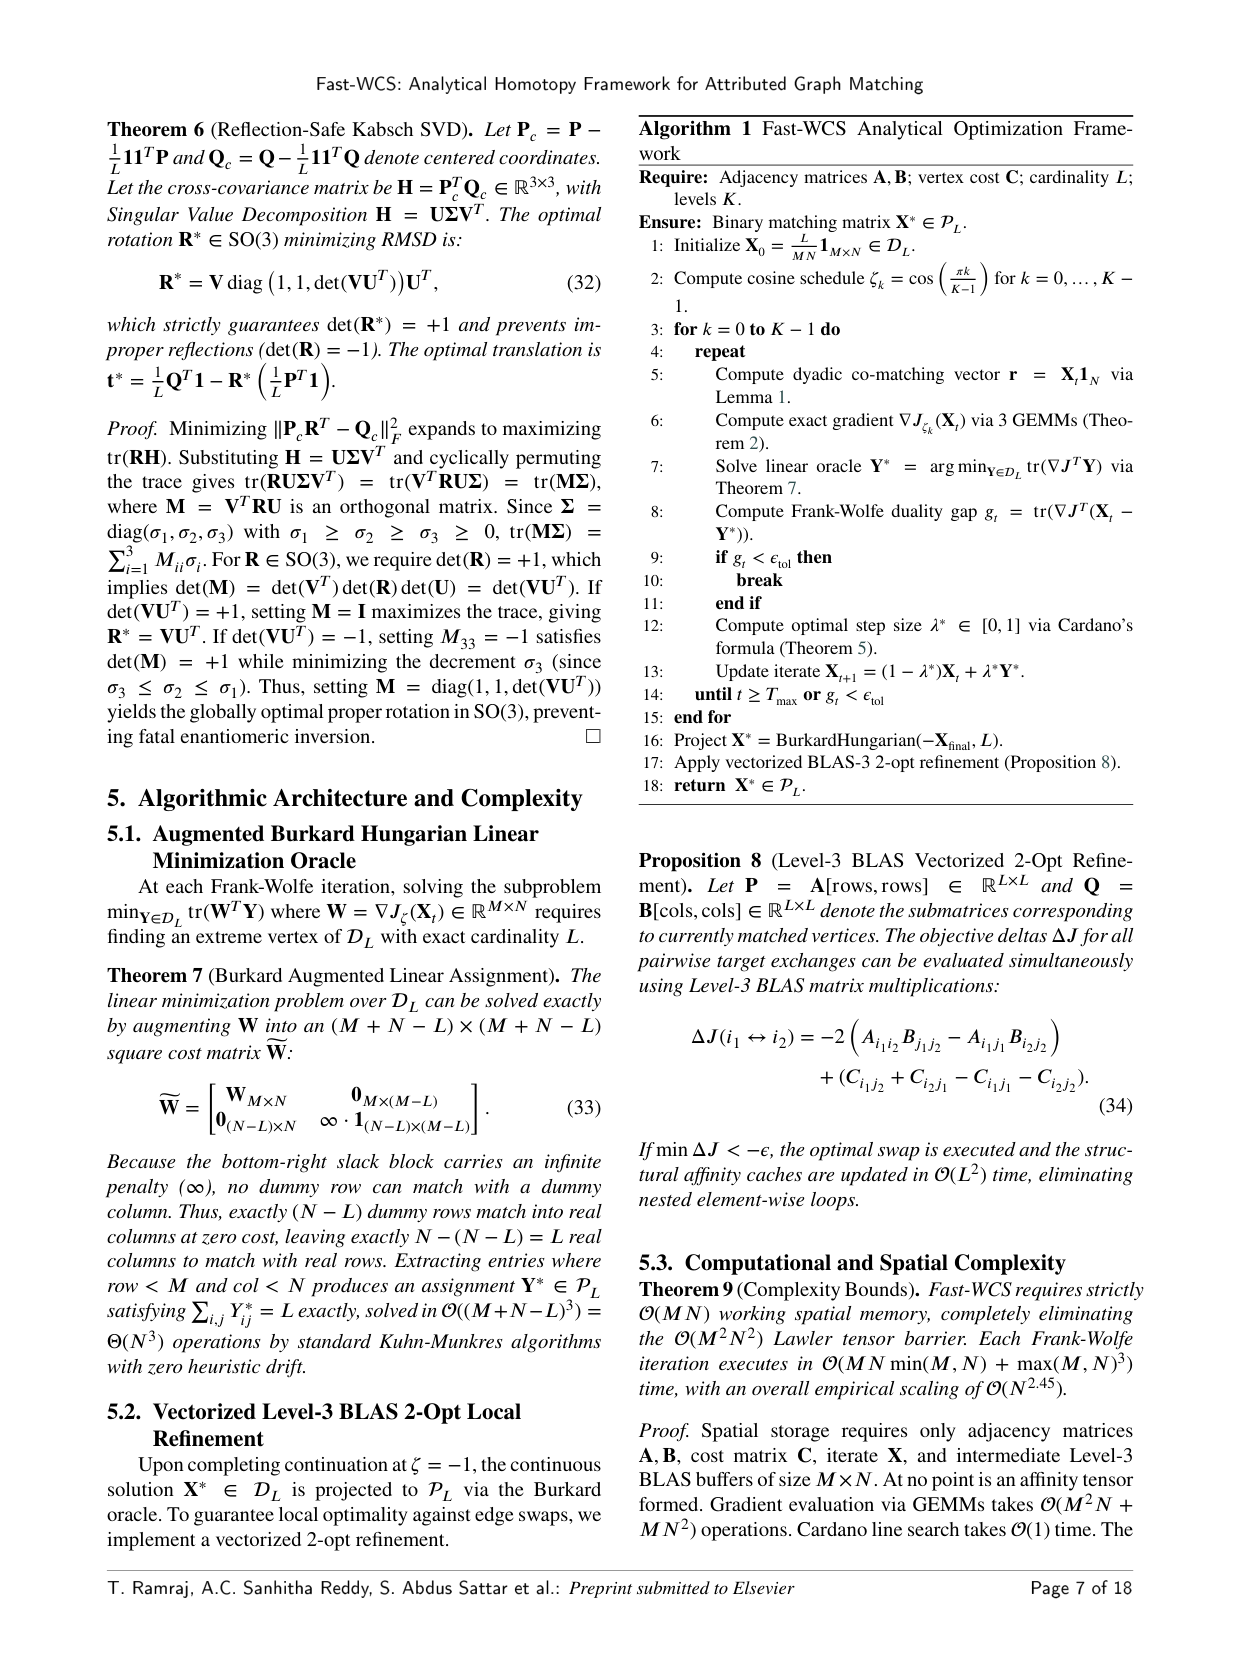 Fast-WCS: Analytical Homotopy Framework for Attributed Graph Matching
Theorem 6 (Reflection-Safe Kabsch SVD). Let P_c = P −
1/L 11^T P and Q_c = Q − 1/L 11^T Q denote centered coordinates.
Let the cross-covariance matrix be H = P_c^T Q_c ∈ ℝ^{3×3}, with
Singular Value Decomposition H = UΣV^T. The optimal
rotation R* ∈ SO(3) minimizing RMSD is:
R* = V diag (1, 1, det(VU^T))U^T, (32)
which strictly guarantees det(R*) = +1 and prevents im-
proper reflections (det(R) = −1). The optimal translation is
t* = 1/L Q^T 1 − R* (1/L P^T 1).
Proof. Minimizing ‖P_c R^T − Q_c‖_F^2 expands to maximizing
tr(RH). Substituting H = UΣV^T and cyclically permuting
the trace gives tr(RUΣV^T) = tr(V^T RUΣ) = tr(MΣ),
where M = V^T RU is an orthogonal matrix. Since Σ =
diag(σ_1, σ_2, σ_3) with σ_1 ≥ σ_2 ≥ σ_3 ≥ 0, tr(MΣ) =
∑_{i=1}^3 M_{ii}σ_i. For R ∈ SO(3), we require det(R) = +1, which
implies det(M) = det(V^T) det(R) det(U) = det(VU^T). If
det(VU^T) = +1, setting M = I maximizes the trace, giving
R* = VU^T. If det(VU^T) = −1, setting M_{33} = −1 satisfies
det(M) = +1 while minimizing the decrement σ_3 (since
σ_3 ≤ σ_2 ≤ σ_1). Thus, setting M = diag(1, 1, det(VU^T))
yields the globally optimal proper rotation in SO(3), prevent-
ing fatal enantiomeric inversion. □
5. Algorithmic Architecture and Complexity
5.1. Augmented Burkard Hungarian Linear
Minimization Oracle
At each Frank-Wolfe iteration, solving the subproblem
min_{Y∈𝒟_L} tr(W^T Y) where W = ∇J_ζ(X_t) ∈ ℝ^{M×N} requires
finding an extreme vertex of 𝒟_L with exact cardinality L.
Theorem 7 (Burkard Augmented Linear Assignment). The
linear minimization problem over 𝒟_L can be solved exactly
by augmenting W into an (M + N − L) × (M + N − L)
square cost matrix W̃:
W̃ = [ W_{M×N} 0_{M×(M−L)}
0_{(N−L)×N} ∞ · 1_{(N−L)×(M−L)} ] . (33)
Because the bottom-right slack block carries an infinite
penalty (∞), no dummy row can match with a dummy
column. Thus, exactly (N − L) dummy rows match into real
columns at zero cost, leaving exactly N − (N − L) = L real
columns to match with real rows. Extracting entries where
row < M and col < N produces an assignment Y* ∈ 𝒫_L
satisfying ∑_{i,j} Y*_{ij} = L exactly, solved in 𝒪((M+N−L)^3) =
Θ(N^3) operations by standard Kuhn-Munkres algorithms
with zero heuristic drift.
5.2. Vectorized Level-3 BLAS 2-Opt Local
Refinement
Upon completing continuation at ζ = −1, the continuous
solution X* ∈ 𝒟_L is projected to 𝒫_L via the Burkard
oracle. To guarantee local optimality against edge swaps, we
implement a vectorized 2-opt refinement.
Algorithm 1 Fast-WCS Analytical Optimization Frame-
work
Require: Adjacency matrices A, B; vertex cost C; cardinality L;
levels K.
Ensure: Binary matching matrix X* ∈ 𝒫_L.
1: Initialize X_0 = L/MN 1_{M×N} ∈ 𝒟_L.
2: Compute cosine schedule ζ_k = cos (πk/K−1) for k = 0, … , K −
1.
3: for k = 0 to K − 1 do
4: repeat
5: Compute dyadic co-matching vector r = X_t 1_N via
Lemma 1.
6: Compute exact gradient ∇J_{ζ_k}(X_t) via 3 GEMMs (Theo-
rem 2).
7: Solve linear oracle Y* = arg min_{Y∈𝒟_L} tr(∇J^T Y) via
Theorem 7.
8: Compute Frank-Wolfe duality gap g_t = tr(∇J^T(X_t −
Y*)).
9: if g_t < ϵ_tol then
10: break
11: end if
12: Compute optimal step size λ* ∈ [0, 1] via Cardano's
formula (Theorem 5).
13: Update iterate X_{t+1} = (1 − λ*)X_t + λ*Y*.
14: until t ≥ T_max or g_t < ϵ_tol
15: end for
16: Project X* = BurkardHungarian(−X_final, L).
17: Apply vectorized BLAS-3 2-opt refinement (Proposition 8).
18: return X* ∈ 𝒫_L.
Proposition 8 (Level-3 BLAS Vectorized 2-Opt Refine-
ment). Let P = A[rows, rows] ∈ ℝ^{L×L} and Q =
B[cols, cols] ∈ ℝ^{L×L} denote the submatrices corresponding
to currently matched vertices. The objective deltas ΔJ for all
pairwise target exchanges can be evaluated simultaneously
using Level-3 BLAS matrix multiplications:
ΔJ(i_1 ↔ i_2) = −2 (A_{i_1 i_2} B_{j_1 j_2} − A_{i_1 j_1} B_{i_2 j_2})
+ (C_{i_1 j_2} + C_{i_2 j_1} − C_{i_1 j_1} − C_{i_2 j_2}).
(34)
If min ΔJ < −ϵ, the optimal swap is executed and the struc-
tural affinity caches are updated in 𝒪(L^2) time, eliminating
nested element-wise loops.
5.3. Computational and Spatial Complexity
Theorem 9 (Complexity Bounds). Fast-WCS requires strictly
𝒪(MN) working spatial memory, completely eliminating
the 𝒪(M^2N^2) Lawler tensor barrier. Each Frank-Wolfe
iteration executes in 𝒪(MN min(M, N) + max(M, N)^3)
time, with an overall empirical scaling of 𝒪(N^{2.45}).
Proof. Spatial storage requires only adjacency matrices
A, B, cost matrix C, iterate X, and intermediate Level-3
BLAS buffers of size M × N. At no point is an affinity tensor
formed. Gradient evaluation via GEMMs takes 𝒪(M^2N +
MN^2) operations. Cardano line search takes 𝒪(1) time. The
T. Ramraj, A.C. Sanhitha Reddy, S. Abdus Sattar et al.: Preprint submitted to Elsevier Page 7 of 18